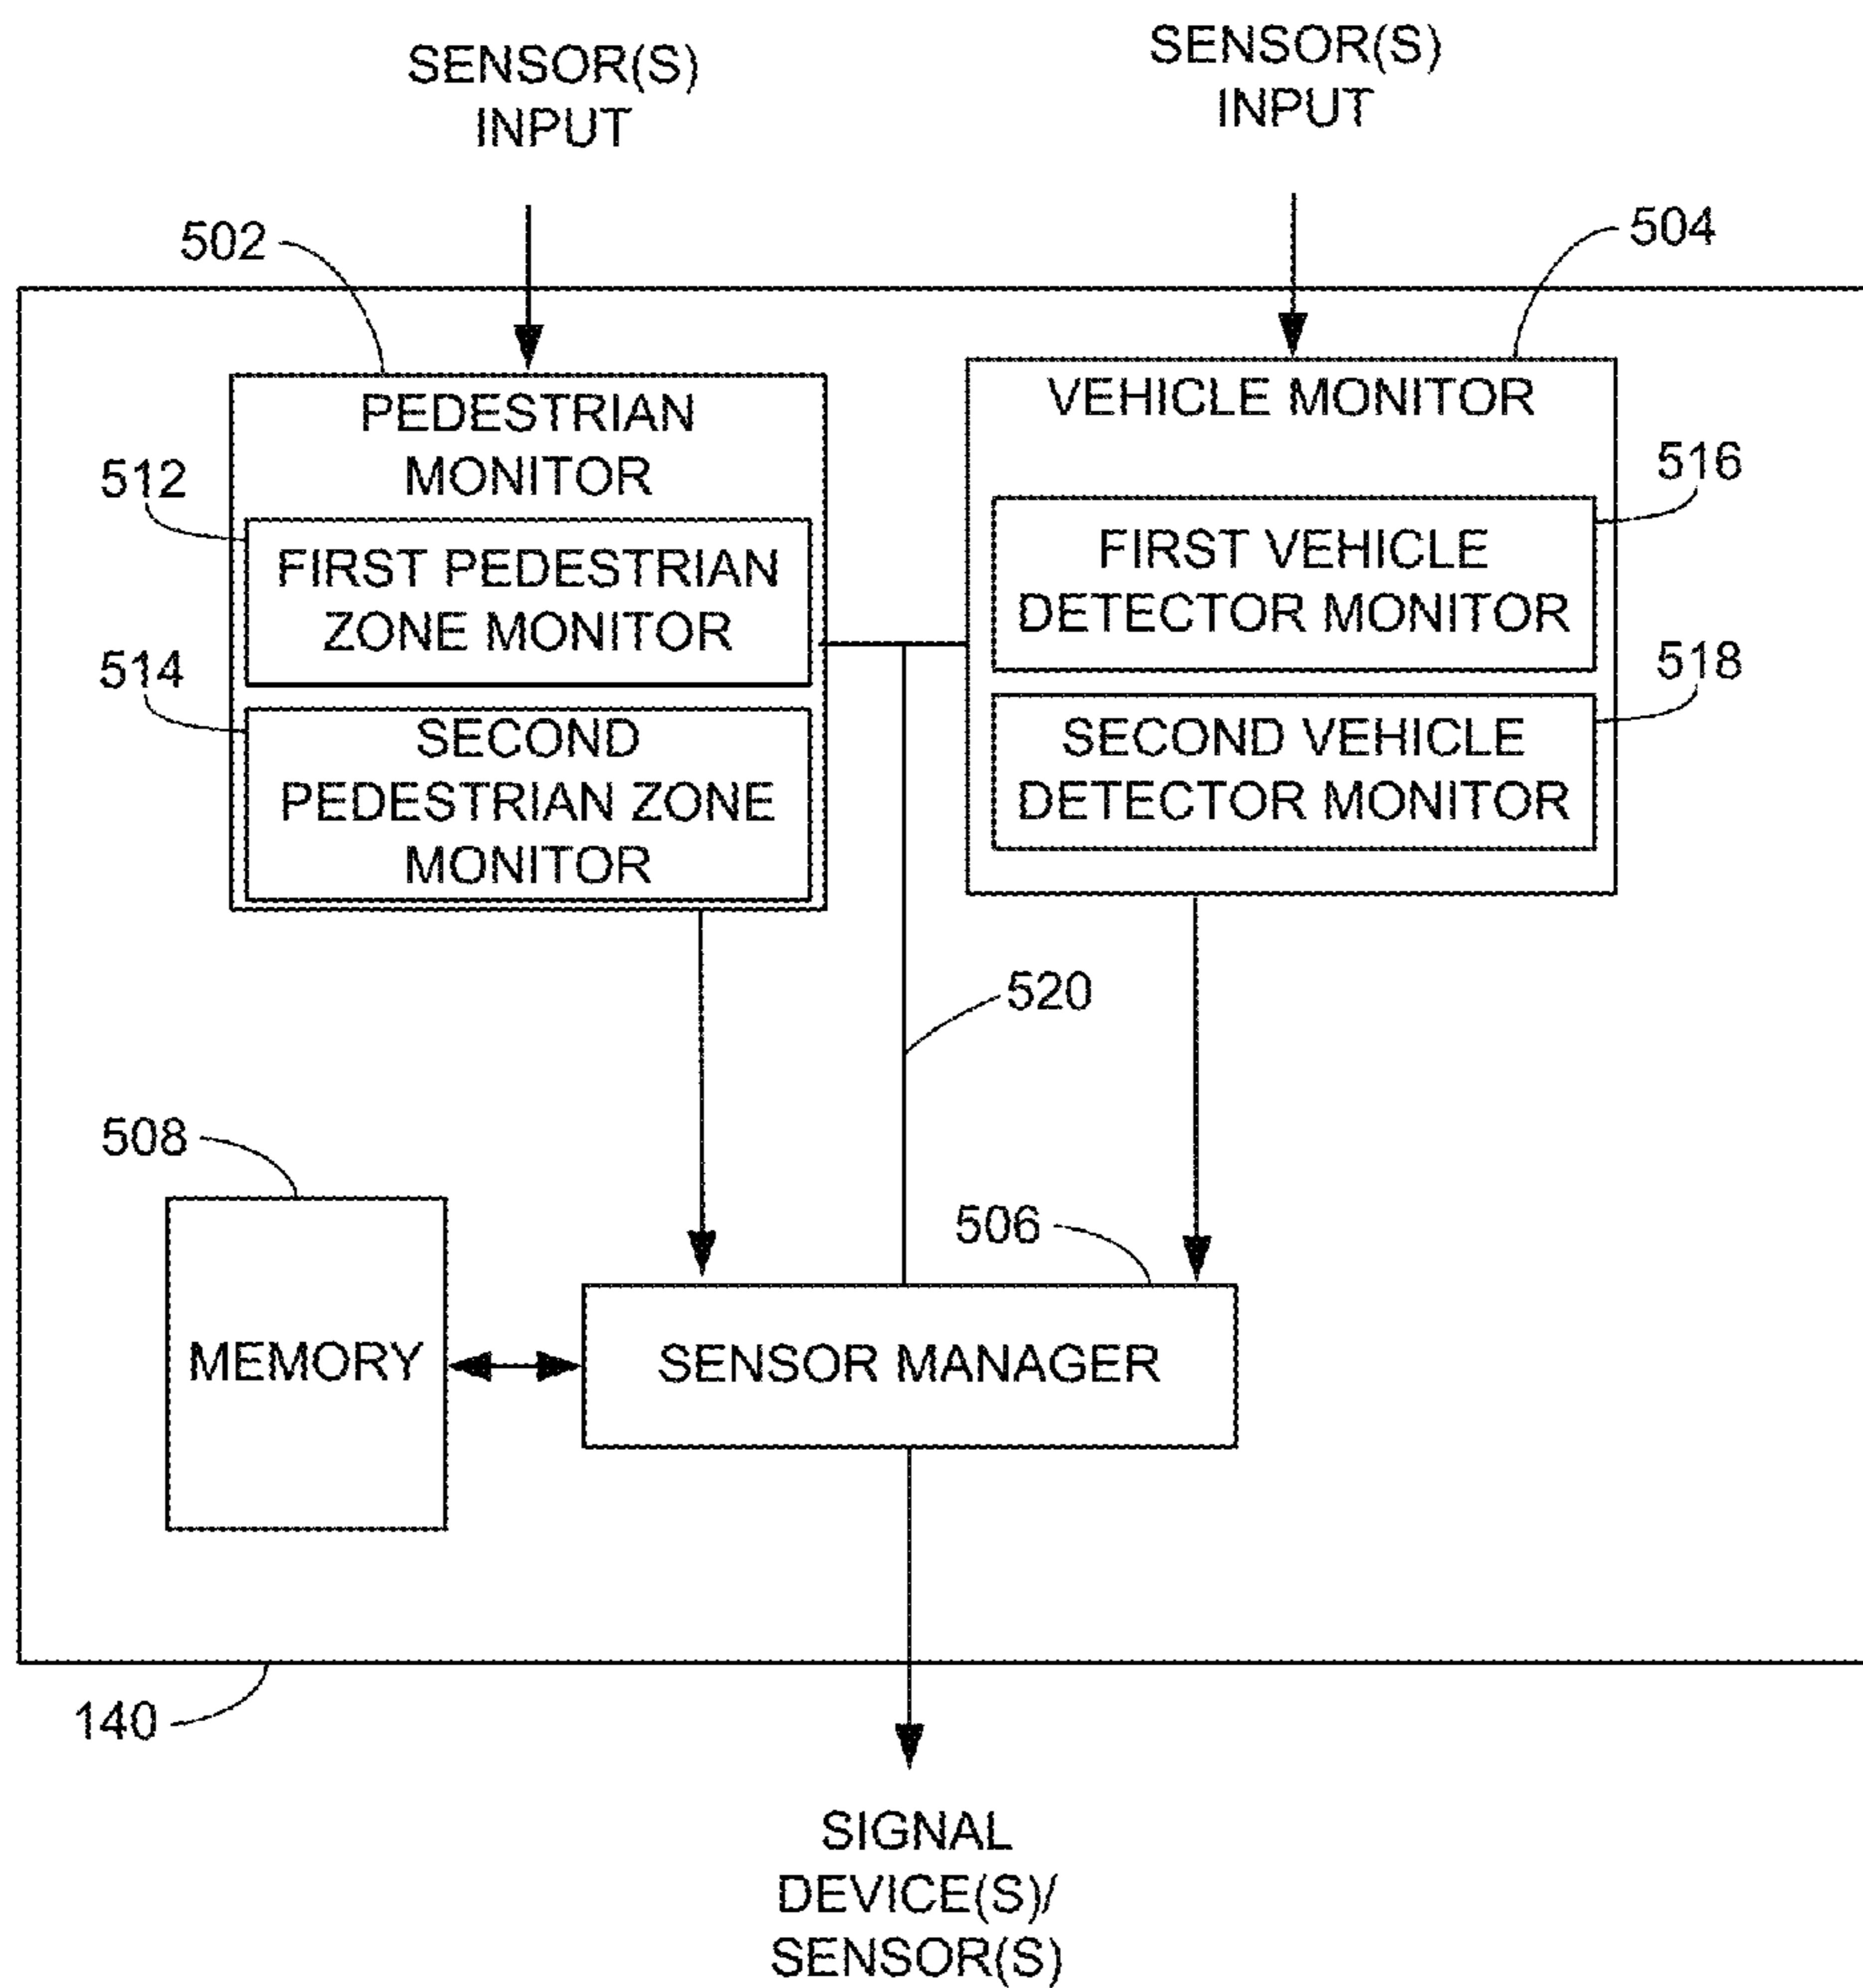 SENSOR(S)
INPUT
SENSOR(S)
INPUT
502
504
PEDESTRIAN
MONITOR
VEHICLE MONITOR
512
516
FIRST PEDESTRIAN
ZONE MONITOR
FIRST VEHICLE
DETECTOR MONITOR
514
518
SECOND
PEDESTRIAN ZONE
MONITOR
SECOND VEHICLE
DETECTOR MONITOR
520
508
506
MEMORY
SENSOR MANAGER
140
SIGNAL
DEVICE(S)/
SENSOR(S)